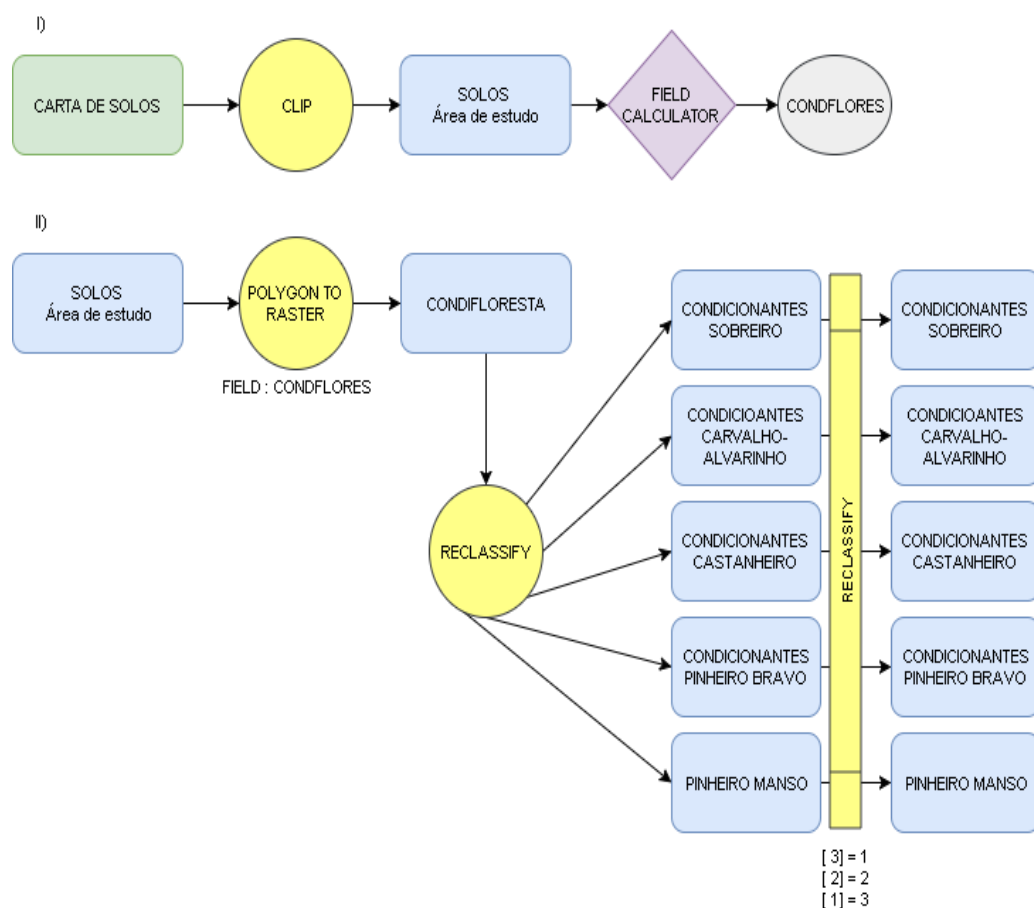 I)
CARTA DE SOLOS
CLIP
SOLOS
Área de estudo
FIELD
CALCULATOR
CONDFLORES
II)
SOLOS
Área de estudo
POLYGON TO
RASTER
FIELD : CONDFLORES
CONDIFLORESTA
RECLASSIFY
CONDICIONANTES
SOBREIRO
CONDICIOANTES
CARVALHO-
ALVARINHO
CONDICIONANTES
CASTANHEIRO
CONDICIONANTES
PINHEIRO BRAVO
PINHEIRO MANSO
RECLASSIFY
CONDICIONANTES
SOBREIRO
CONDICIOANTES
CARVALHO-
ALVARINHO
CONDICIONANTES
CASTANHEIRO
CONDICIONANTES
PINHEIRO BRAVO
PINHEIRO MANSO
[ 3] = 1
[ 2] = 2
[ 1] = 3